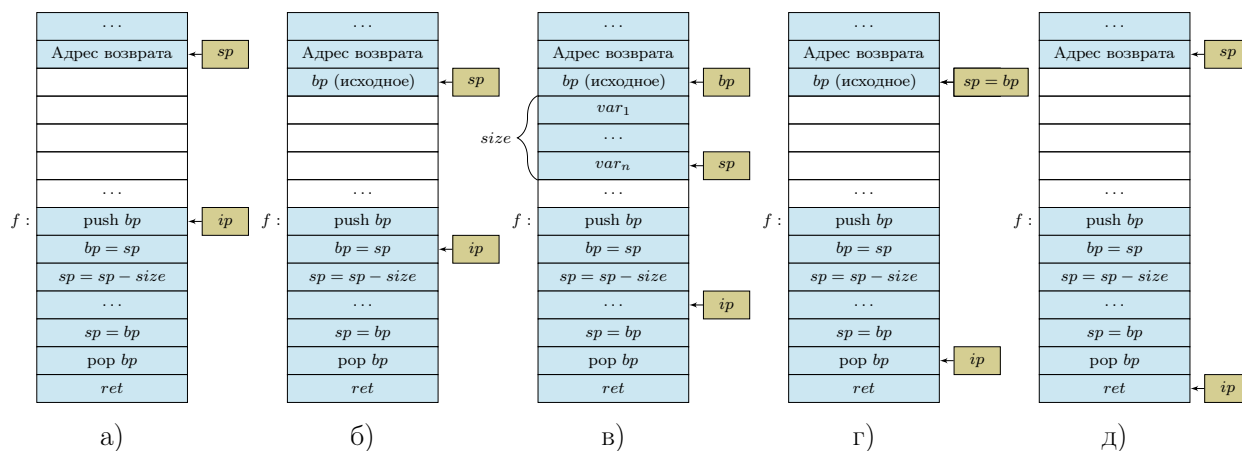 ...
Адрес возврата
sp
...
f :
push bp
ip
bp = sp
sp = sp − size
...
sp = bp
pop bp
ret
а)
...
Адрес возврата
bp (исходное)
sp
...
f :
push bp
bp = sp
ip
sp = sp − size
...
sp = bp
pop bp
ret
б)
...
Адрес возврата
bp (исходное)
bp
var1
size
...
varn
sp
...
f :
push bp
bp = sp
sp = sp − size
...
ip
sp = bp
pop bp
ret
в)
...
Адрес возврата
bp (исходное)
sp = bp
...
f :
push bp
bp = sp
sp = sp − size
...
sp = bp
pop bp
ip
ret
г)
...
Адрес возврата
sp
...
f :
push bp
bp = sp
sp = sp − size
...
sp = bp
pop bp
ret
ip
д)